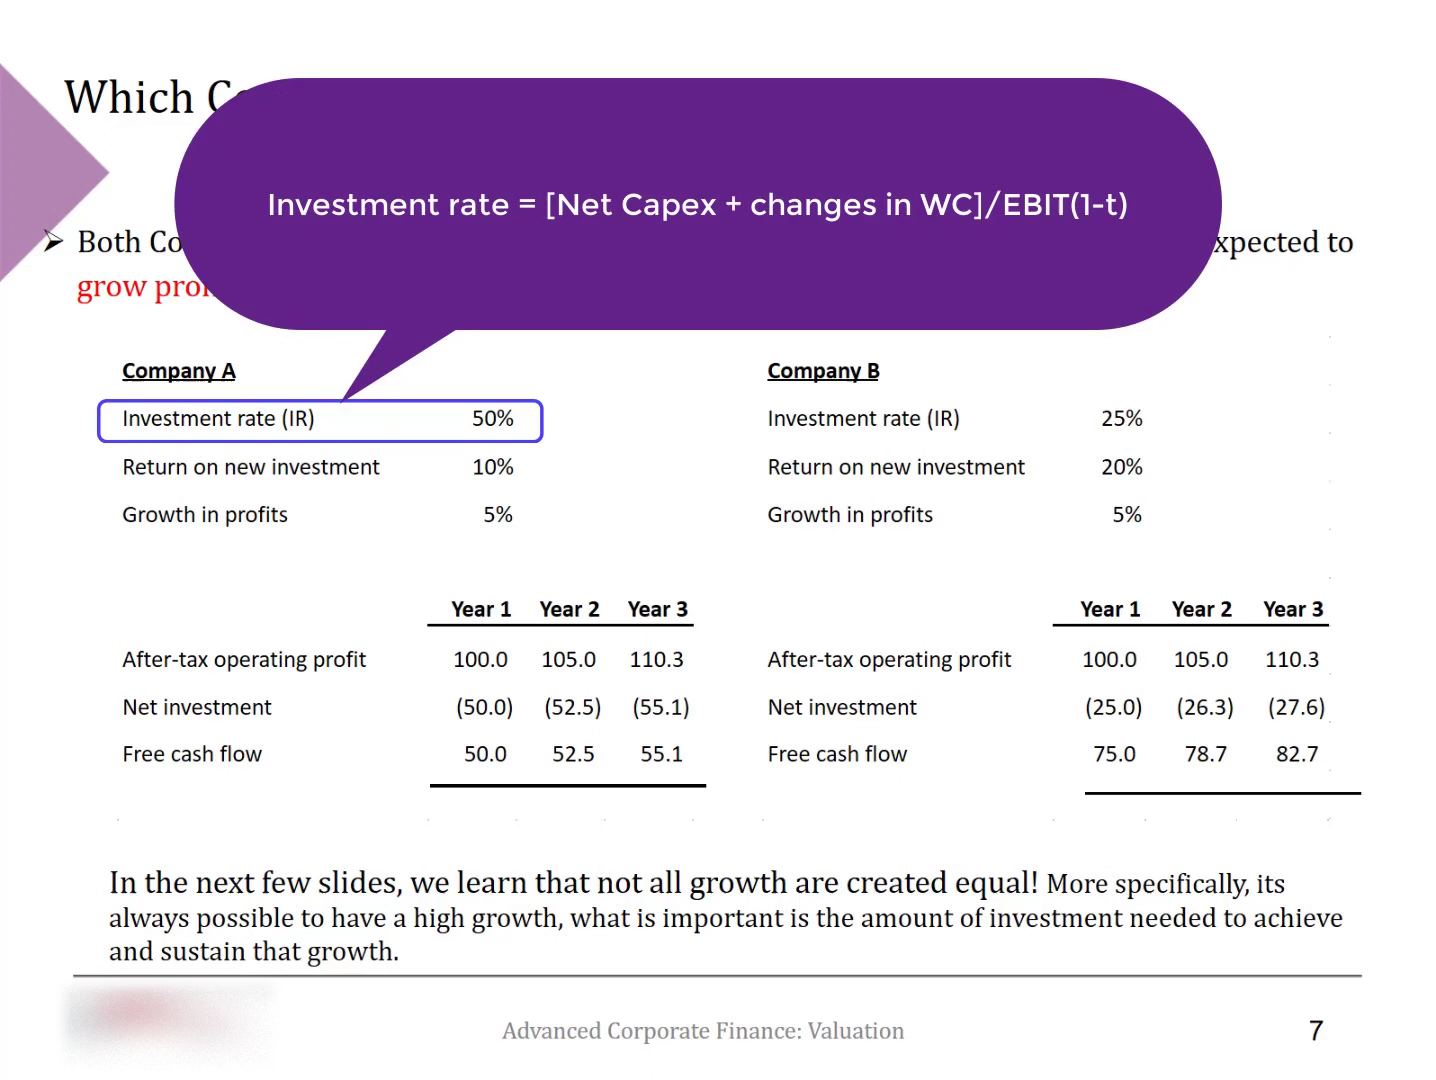 Which
Investment rate = [Net Capex + changes in WC]/EBIT(1-t)
Both
to
grow
Company A
Investment rate (IR) 50%
Return on new investment 10%
Growth in profits 5%
Company B
Investment rate (IR) 25%
Return on new investment 20%
Growth in profits 5%
Year 1 Year 2 Year 3
After-tax operating profit 100.0 105.0 110.3
Net investment (50.0) (52.5) (55.1)
Free cash flow 50.0 52.5 55.1
Year 1 Year 2 Year 3
After-tax operating profit 100.0 105.0 110.3
Net investment (25.0) (26.3) (27.6)
Free cash flow 75.0 78.7 82.7
In the next few slides, we learn that not all growth are created equal! More specifically, its
always possible to have a high growth, what is important is the amount of investment needed to achieve
and sustain that growth.
Advanced Corporate Finance: Valuation
7